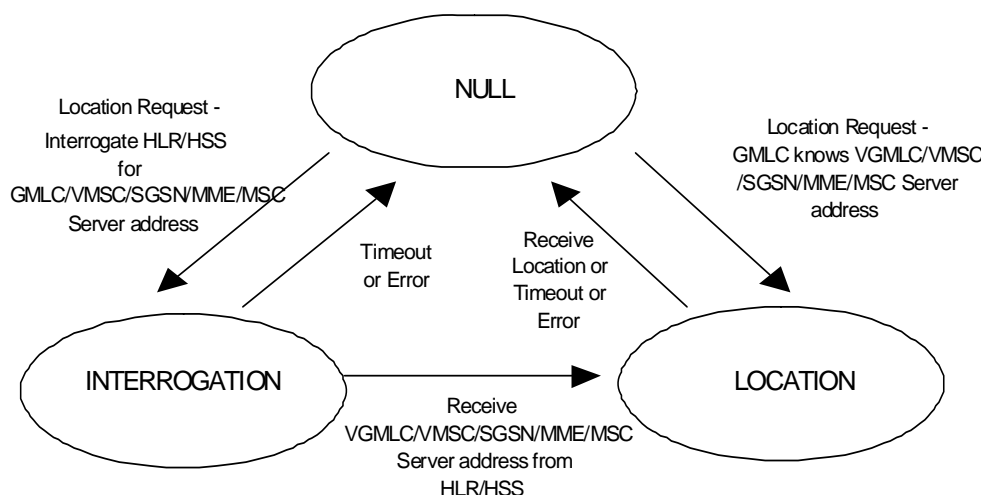 NULL
Location Request -
Interrogate HLR/HSS
for
GMLC/VMSC/SGSN/MME/MSC
Server address
Location Request -
GMLC knows VGMLC/VMSC
/SGSN/MME/MSC Server
address
Timeout
or Error
Receive
Location or
Timeout or
Error
INTERROGATION
LOCATION
Receive
VGMLC/VMSC/SGSN/MME/MSC
Server address from
HLR/HSS